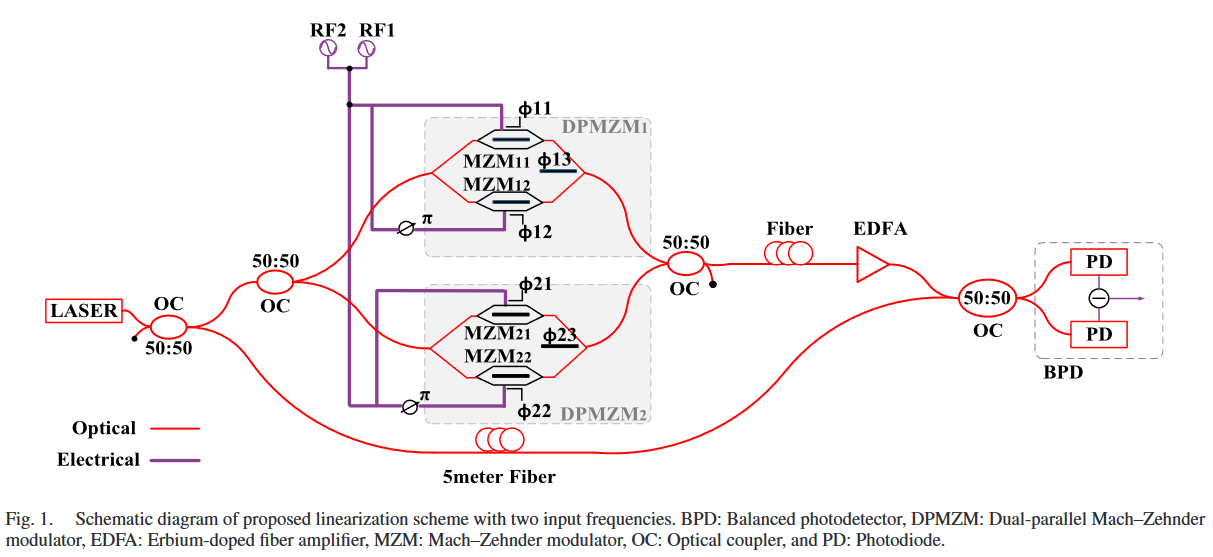 RF2 RF1
ϕ11
DPMZM1
MZM11 ϕ13
MZM12
π
ϕ12
50:50
OC
Fiber
EDFA
50:50
OC
LASER
OC
50:50
ϕ21
MZM21 ϕ23
MZM22
π
ϕ22 DPMZM2
50:50
OC
PD
PD
BPD
Optical
Electrical
5meter Fiber
Fig. 1. Schematic diagram of proposed linearization scheme with two input frequencies. BPD: Balanced photodetector, DPMZM: Dual-parallel Mach–Zehnder
modulator, EDFA: Erbium-doped fiber amplifier, MZM: Mach–Zehnder modulator, OC: Optical coupler, and PD: Photodiode.